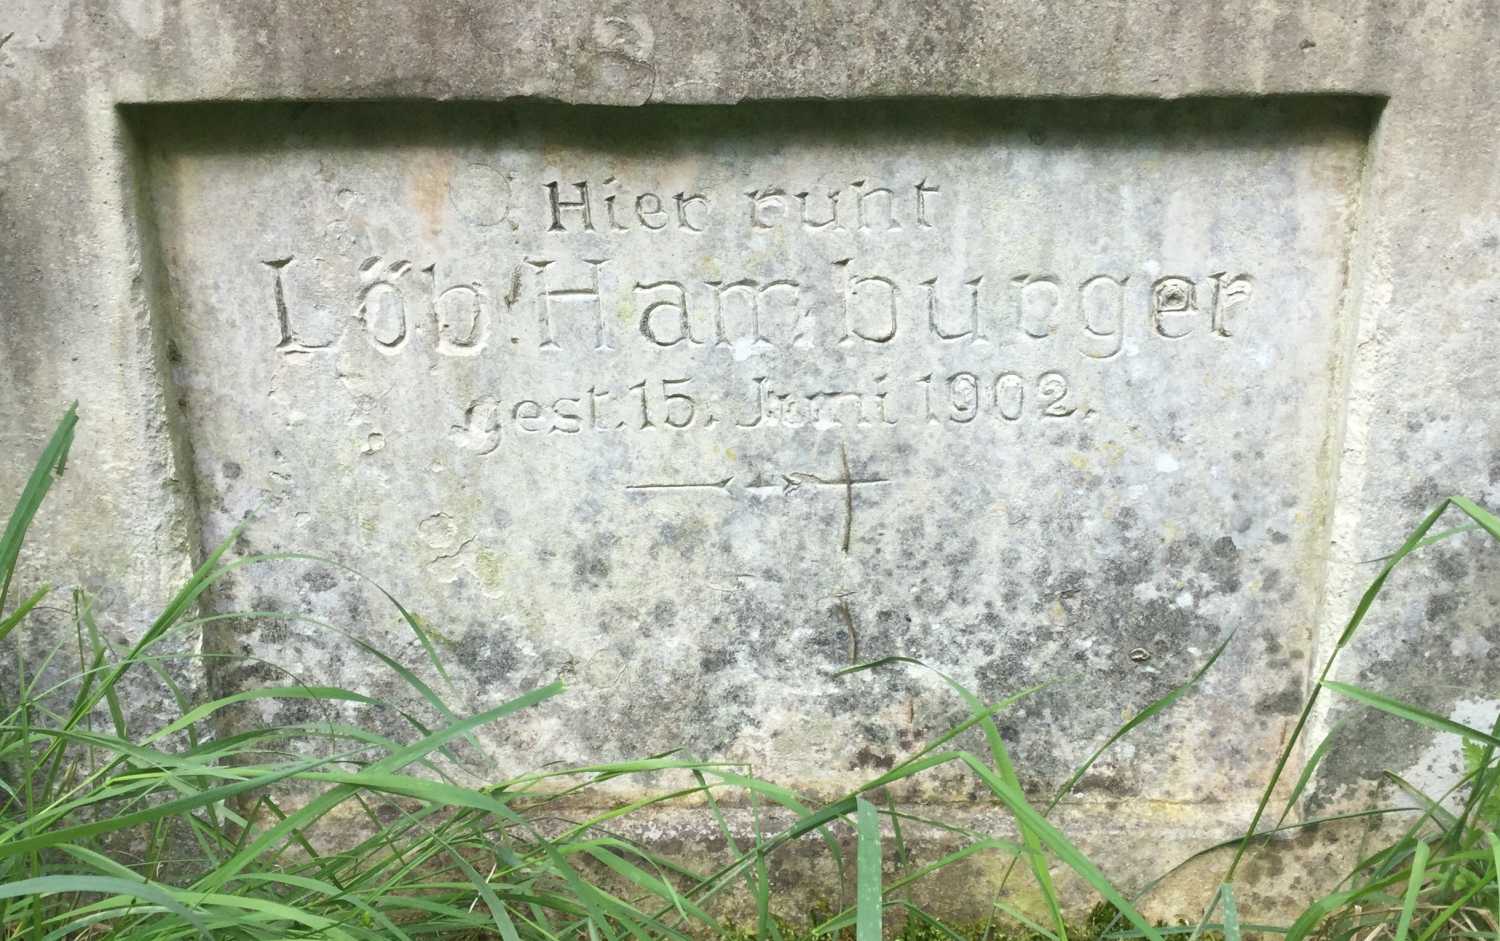 Hier ruht
Löb Hamburger
gest. 15. Juni 1902.